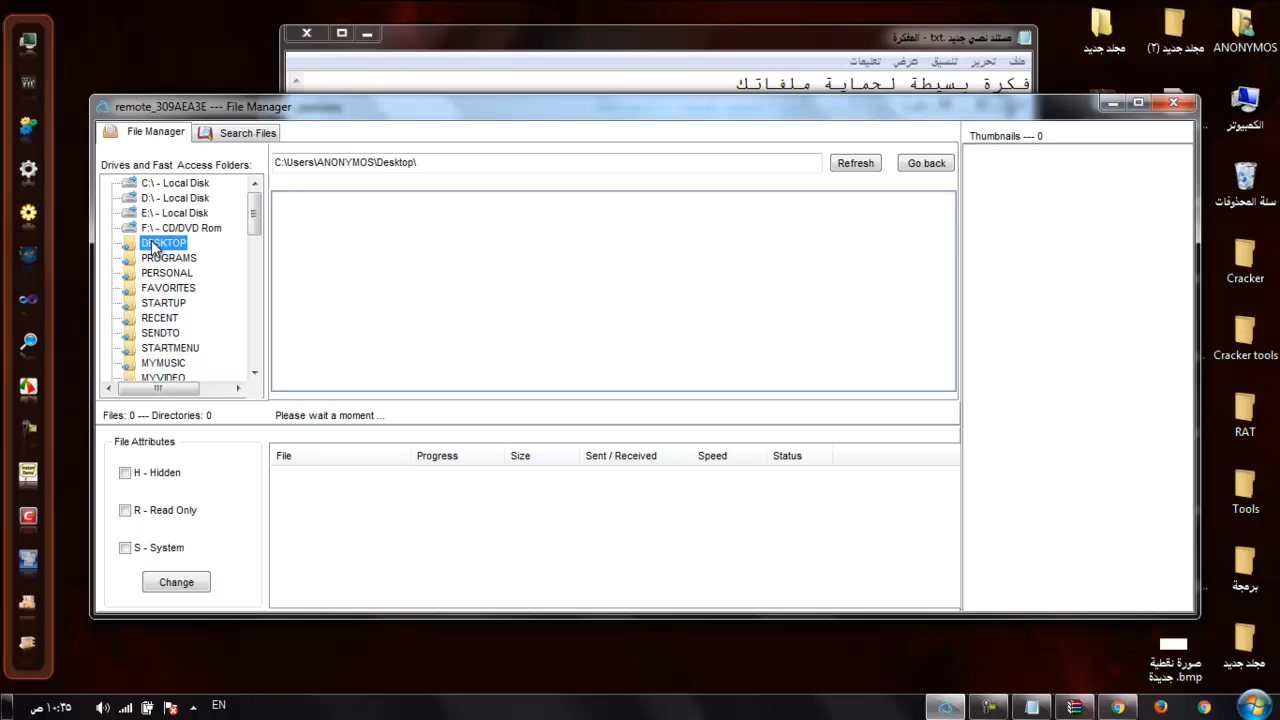 مستند نصي جديد .txt - المفكرة
ملف تحرير تنسيق عرض تعليمات
فكرة بسيطة لحماية ملفاتك
remote_309AEA3E --- File Manager
File Manager
Search Files
Thumbnails --- 0
Drives and Fast Access Folders:
C:\Users\ANONYMOS\Desktop\
Refresh
Go back
C:\ - Local Disk
D:\ - Local Disk
E:\ - Local Disk
F:\ - CD/DVD Rom
DESKTOP
PROGRAMS
PERSONAL
FAVORITES
STARTUP
RECENT
SENDTO
STARTMENU
MYMUSIC
MYVIDEO
Files: 0 --- Directories: 0
Please wait a moment ...
File Attributes
H - Hidden
R - Read Only
S - System
Change
File Progress Size Sent / Received Speed Status
مجلد جديد
مجلد جديد (٢)
ANONYMOS
الكمبيوتر
سلة المحذوفات
Cracker
Cracker tools
RAT
Tools
برمجة
مجلد جديد
صورة نقطية
جديدة .bmp
١٠:٣٥ ص
EN